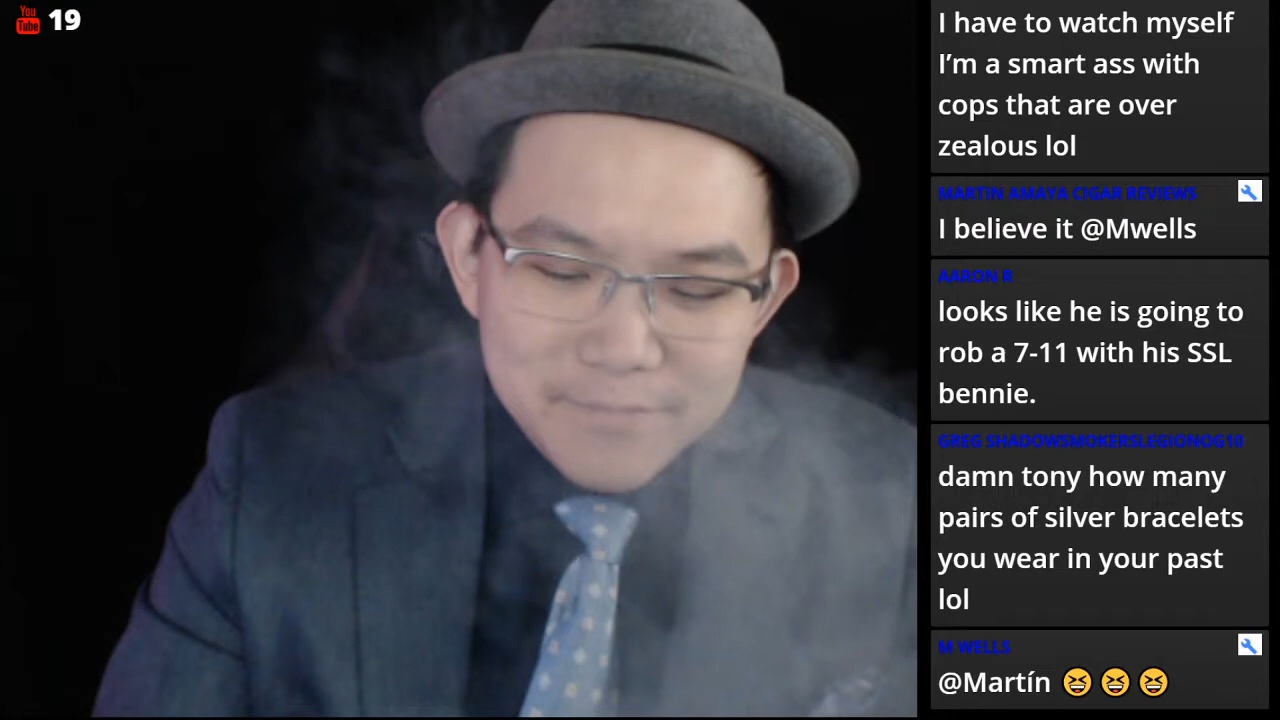 You
Tube 19
I have to watch myself
I’m a smart ass with
cops that are over
zealous lol
MARTIN AMAYA CIGAR REVIEWS
I believe it @Mwells
AARON R
looks like he is going to
rob a 7-11 with his SSL
bennie.
GREG SHADOWSMOKERSLEGIONOG10
damn tony how many
pairs of silver bracelets
you wear in your past
lol
M WELLS
@Martín 😆😆😆